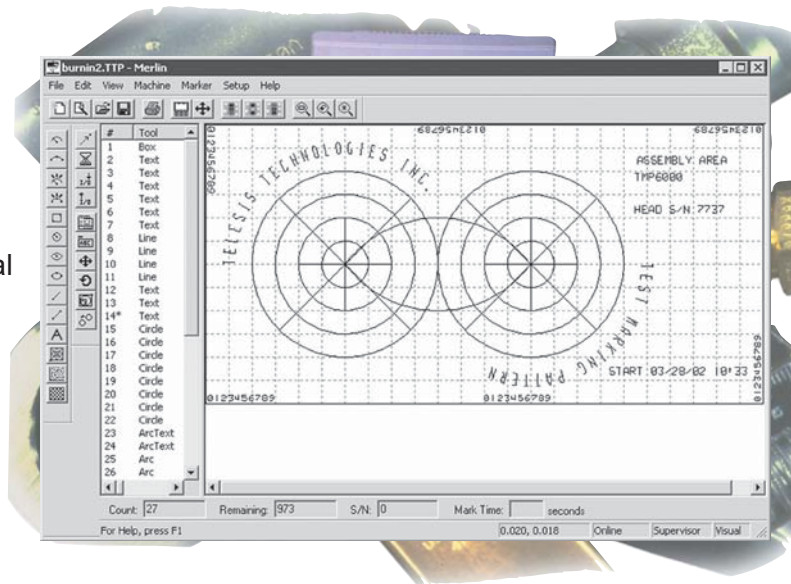 burnin2.TTP - Merlin
File Edit View Machine Marker Setup Help
# Tool
1 Box
2 Text
3 Text
4 Text
5 Text
6 Text
7 Text
8 Line
9 Line
10 Line
11 Line
12 Text
13 Text
14* Text
15 Circle
16 Circle
17 Circle
18 Circle
19 Circle
20 Circle
21 Circle
22 Circle
23 ArcText
24 ArcText
25 Arc
26 Arc
0123456789
0123456789
0123456789
TELESIS TECHNOLOGIES INC.
ASSEMBLY AREA
TMP6000
HEAD S/N:7737
TEST MARKING PATTERN
START 03/28/02 10:33
0123456789
0123456789
0123456789
al
Count: 27 Remaining: 973 S/N: 0 Mark Time: seconds
For Help, press F1 0.020, 0.018 Online Supervisor Visual